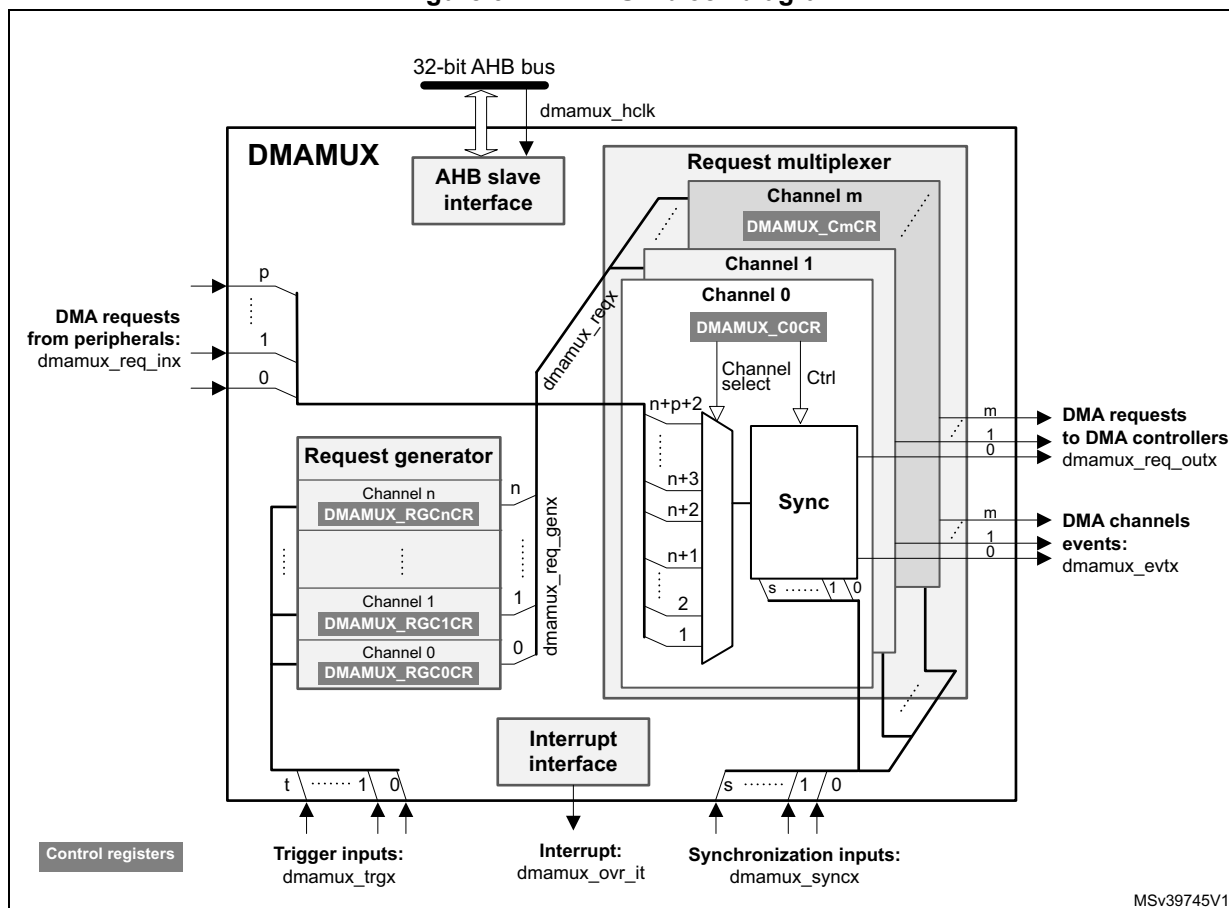 32-bit AHB bus
dmamux_hclk
DMAMUX
AHB slave
interface
Request multiplexer
Channel m
DMAMUX_CmCR
Channel 1
Channel 0
DMAMUX_C0CR
Channel
select
Ctrl
p
1
0
DMA requests
from peripherals:
dmamux_req_inx
dmamux_reqx
n+p+2
n+3
n+2
n+1
2
1
Sync
s
1
0
m
1
0
DMA requests
to DMA controllers
dmamux_req_outx
m
1
0
DMA channels
events:
dmamux_evtx
Request generator
Channel n
DMAMUX_RGCnCR
Channel 1
DMAMUX_RGC1CR
Channel 0
DMAMUX_RGC0CR
n
1
0
dmamux_req_genx
Interrupt
interface
t
1
0
s
1
0
Control registers
Trigger inputs:
dmamux_trgx
Interrupt:
dmamux_ovr_it
Synchronization inputs:
dmamux_syncx
MSv39745V1